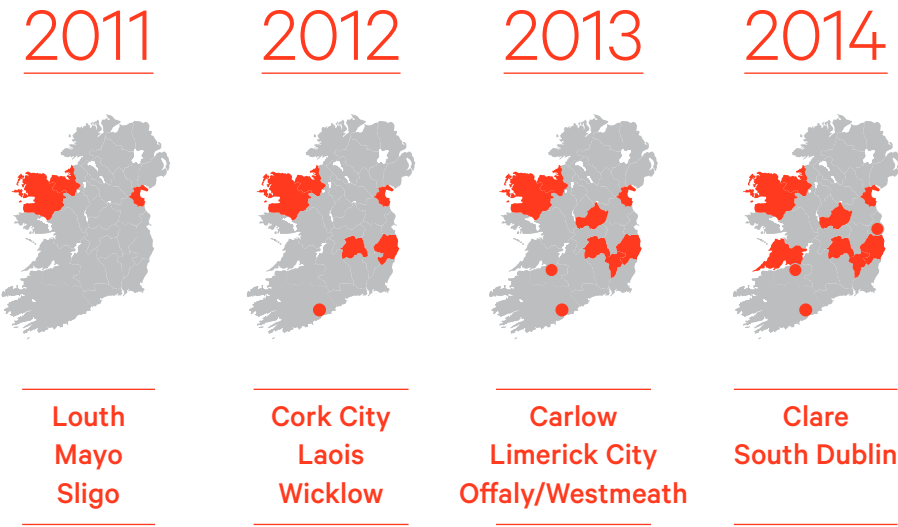 2011
2012
2013
2014
Louth
Mayo
Sligo
Cork City
Laois
Wicklow
Carlow
Limerick City
Offaly/Westmeath
Clare
South Dublin